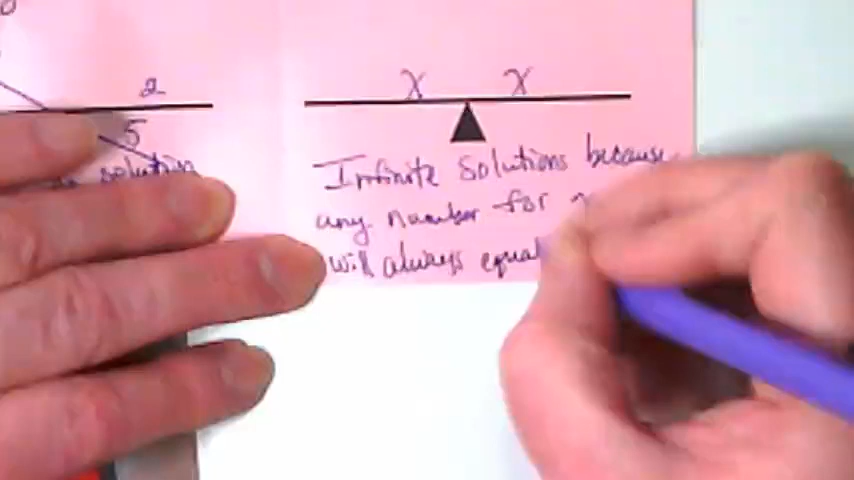 2
5
solution
x x
Infinite solutions because
any number for
will always equal